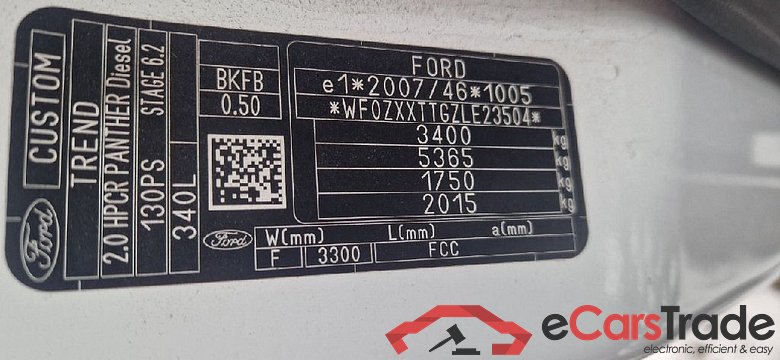 Ford
CUSTOM
TREND
2.0 HPCR PANTHER Diesel
130PS STAGE 6.2
340L
BKFB
0.50
FORD
e1*2007/46*1005
*WF0ZXXTTGZLE23504*
3400 kg
5365 kg
1750 kg
2015 kg
Ford
W(mm) L(mm) a(mm)
F 3300 FCC
eCarsTrade
electronic, efficient & easy